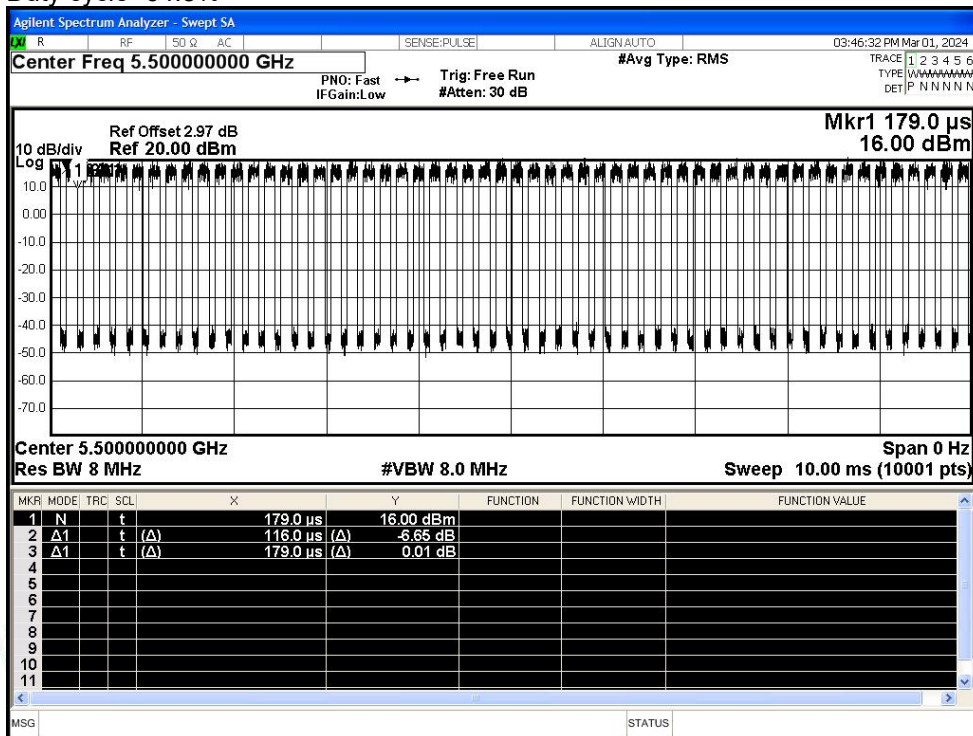 Agilent Spectrum Analyzer - Swept SA
LXI R RF 50 Ω AC SENSE:PULSE ALIGN AUTO 03:46:32 PM Mar 01, 2024
Center Freq 5.500000000 GHz #Avg Type: RMS TRACE 1 2 3 4 5 6
PNO: Fast Trig: Free Run TYPE
IFGain:Low #Atten: 30 dB DET P N N N N N
Mkr1 179.0 µs
16.00 dBm
Ref Offset 2.97 dB
10 dB/div Ref 20.00 dBm
Log
1
10.0
0.00
-10.0
-20.0
-30.0
-40.0
-50.0
-60.0
-70.0
Center 5.500000000 GHz Span 0 Hz
Res BW 8 MHz #VBW 8.0 MHz Sweep 10.00 ms (10001 pts)
MKR MODE TRC SCL X Y FUNCTION FUNCTION WIDTH FUNCTION VALUE
1 N t 179.0 µs 16.00 dBm
2 Δ1 t (Δ) 116.0 µs (Δ) -6.65 dB
3 Δ1 t (Δ) 179.0 µs (Δ) 0.01 dB
4
5
6
7
8
9
10
11
MSG STATUS